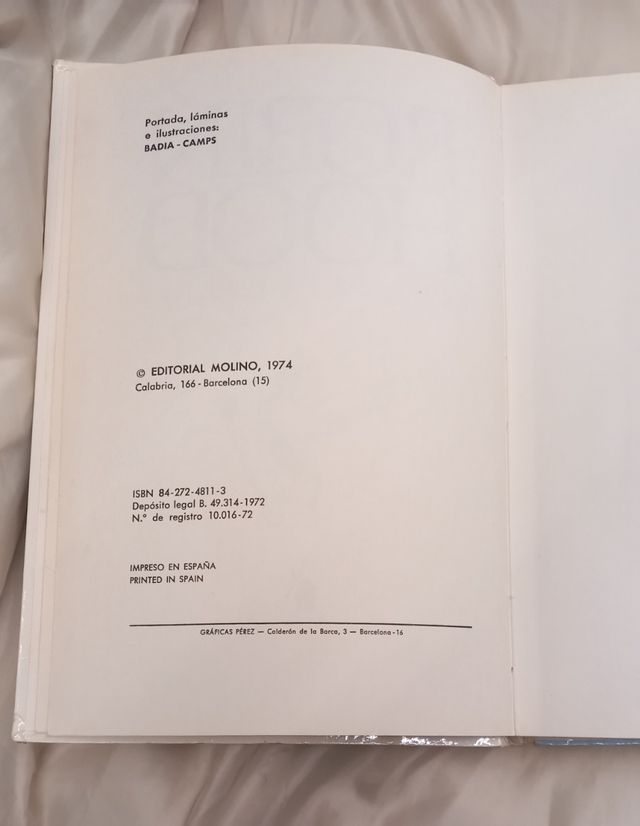 Portada, láminas
e ilustraciones:
BADIA - CAMPS
© EDITORIAL MOLINO, 1974
Calabria, 166 - Barcelona (15)
ISBN 84-272-4811-3
Depósito legal B. 49.314-1972
N.º de registro 10.016-72
IMPRESO EN ESPAÑA
PRINTED IN SPAIN
GRÁFICAS PÉREZ — Calderón de la Barca, 3 — Barcelona-16